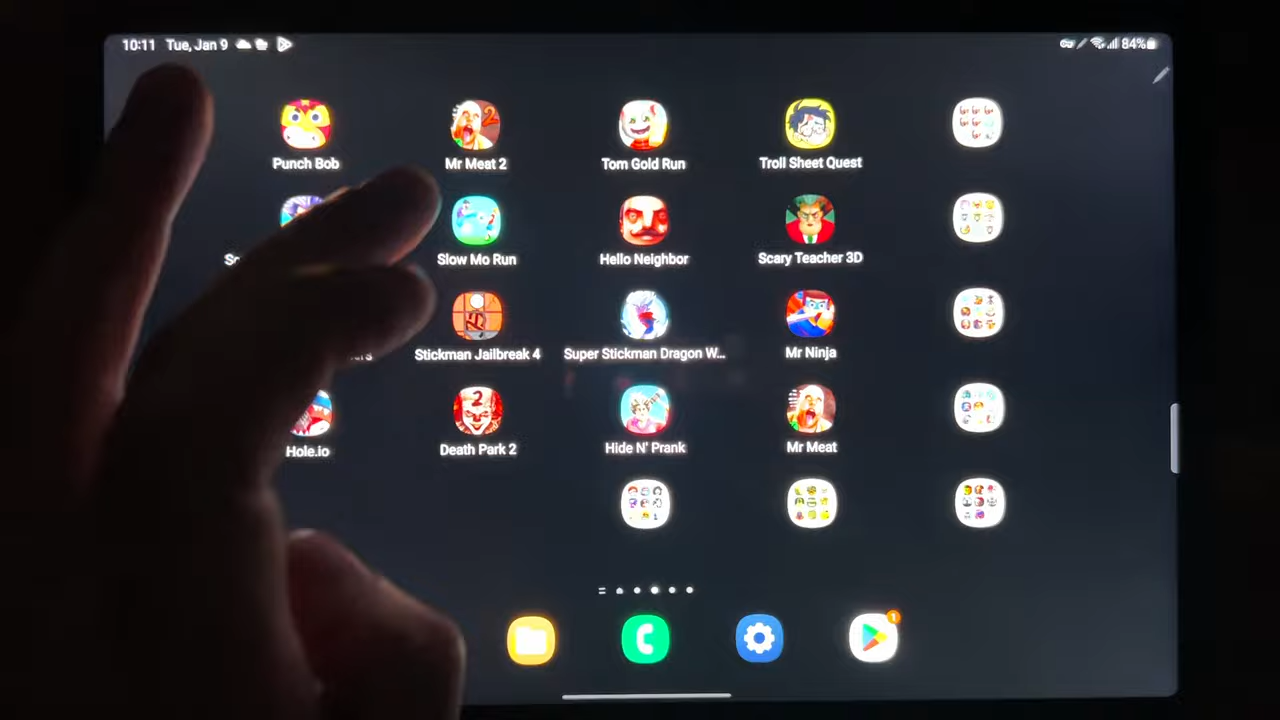 10:11 Tue, Jan 9
84%
Punch Bob
Mr Meat 2
Tom Gold Run
Troll Sheet Quest
Slow Mo Run
Hello Neighbor
Scary Teacher 3D
Stickman Jailbreak 4
Super Stickman Dragon W...
Mr Ninja
Hole.io
Death Park 2
Hide N' Prank
Mr Meat
1